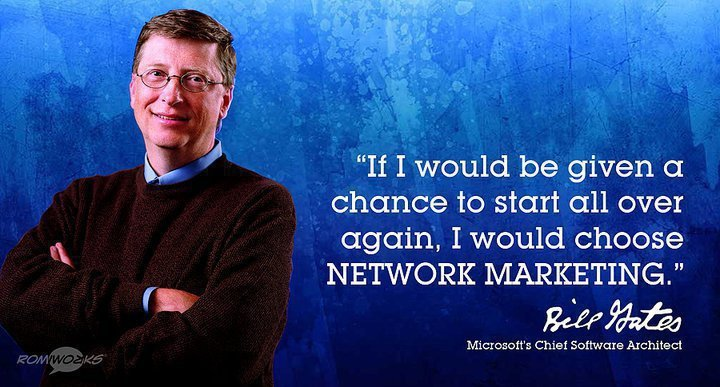 “If I would be given a
chance to start all over
again, I would choose
NETWORK MARKETING.”
Bill Gates
Microsoft's Chief Software Architect
ROMWORKS